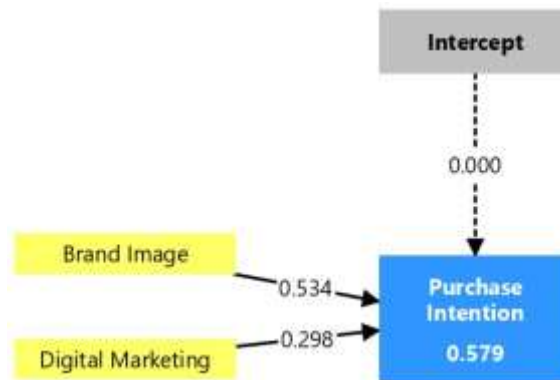 Intercept
0.000
Brand Image
0.534
Purchase
Intention
0.579
0.298
Digital Marketing